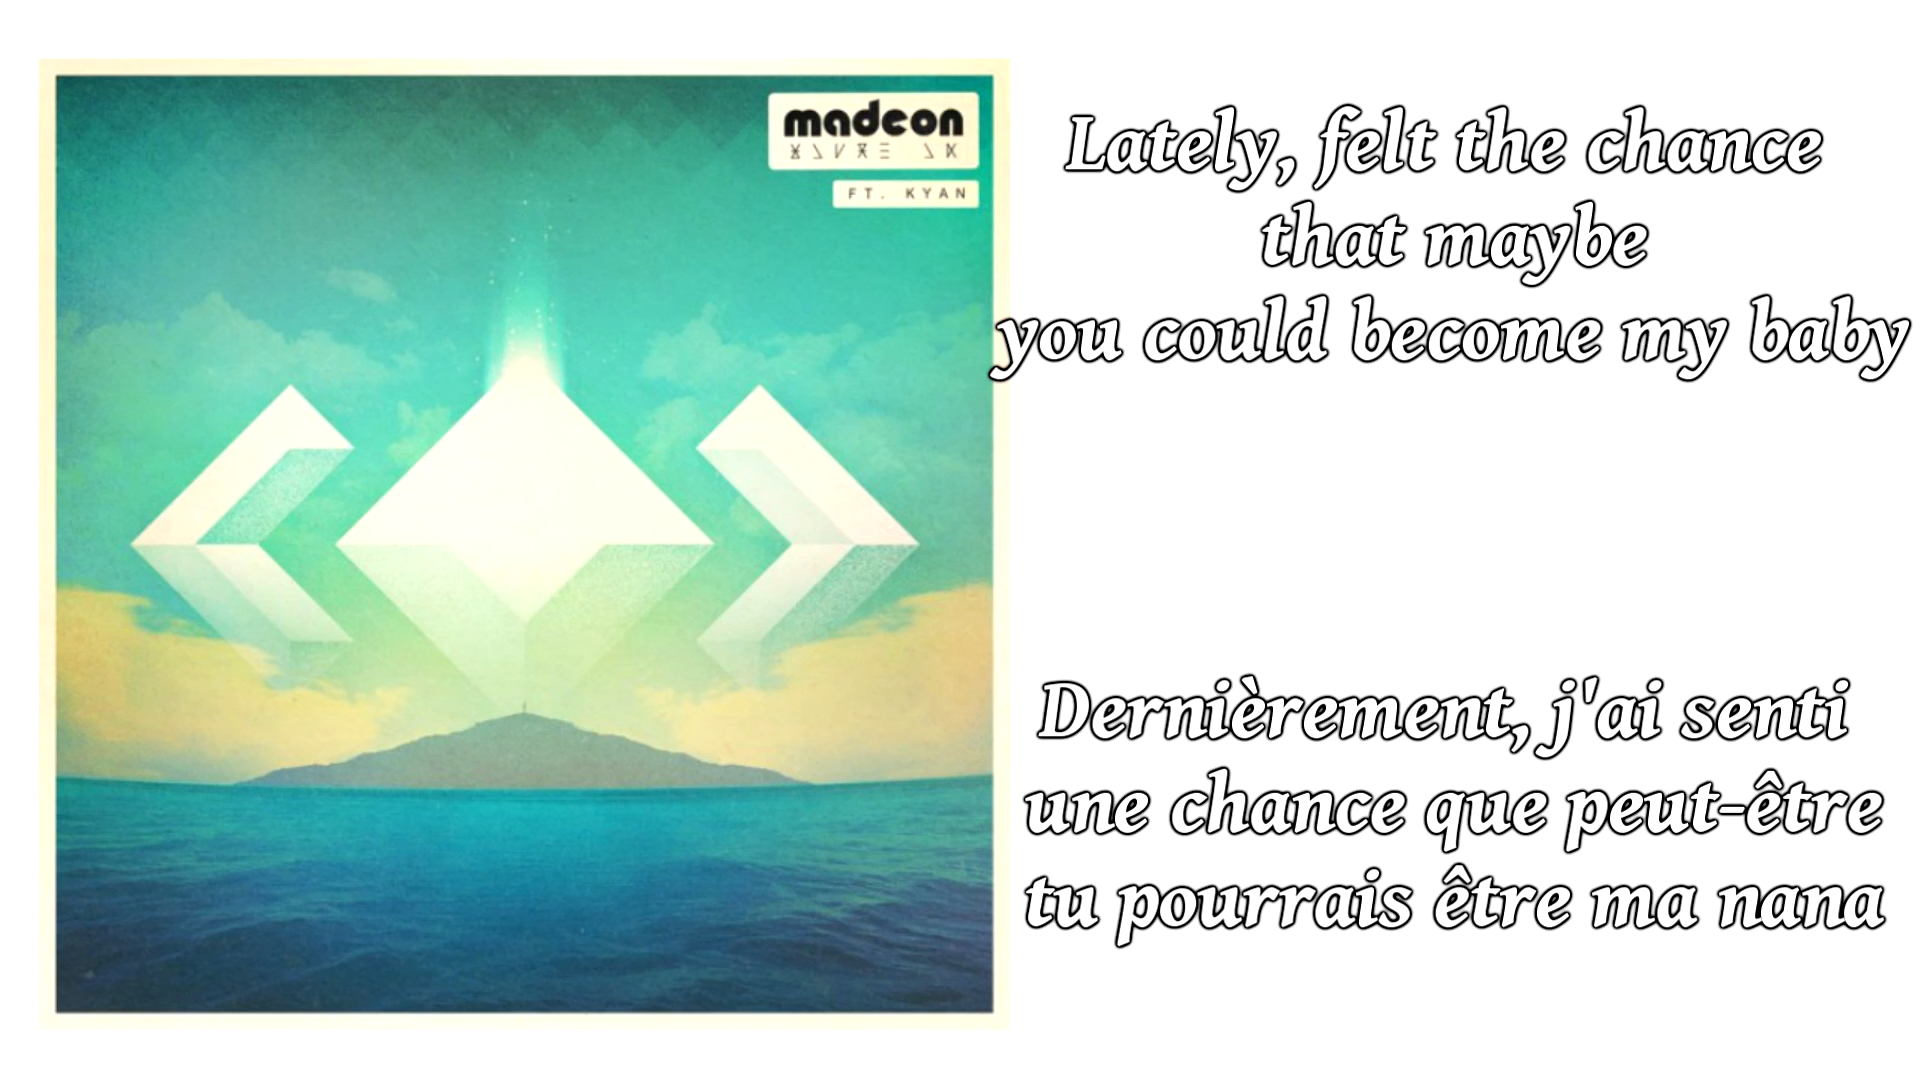 madeon
FT. KYAN
Lately, felt the chance
that maybe
you could become my baby
Dernièrement, j'ai senti
une chance que peut-être
tu pourrais être ma nana